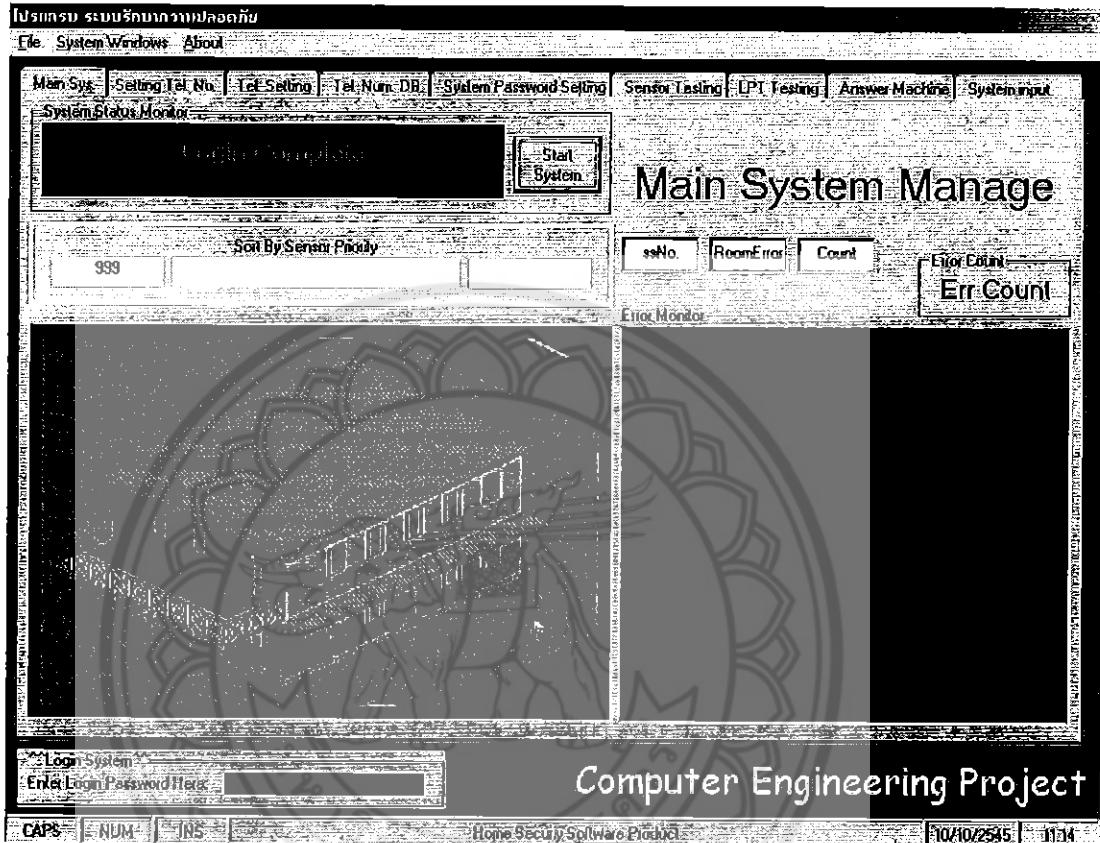 โปรแกรม ระบบรักษาความปลอดภัย
File System Windows About
Main Sys. Setting Tel. No. Tel. Setting Tel. Num. DB. System Password Setting Sensor Testing LPT Testing Answer Machine System input
System Status Monitor
Login Complete
Start System
Main System Manage
Sort By Sensor Priority
999
ssNo. RoomError Count
Error Count
Err Count
Error Monitor
Login System
Enter Login Password Here
Computer Engineering Project
CAPS NUM INS Home Security Software Product 10/10/2545 11:14